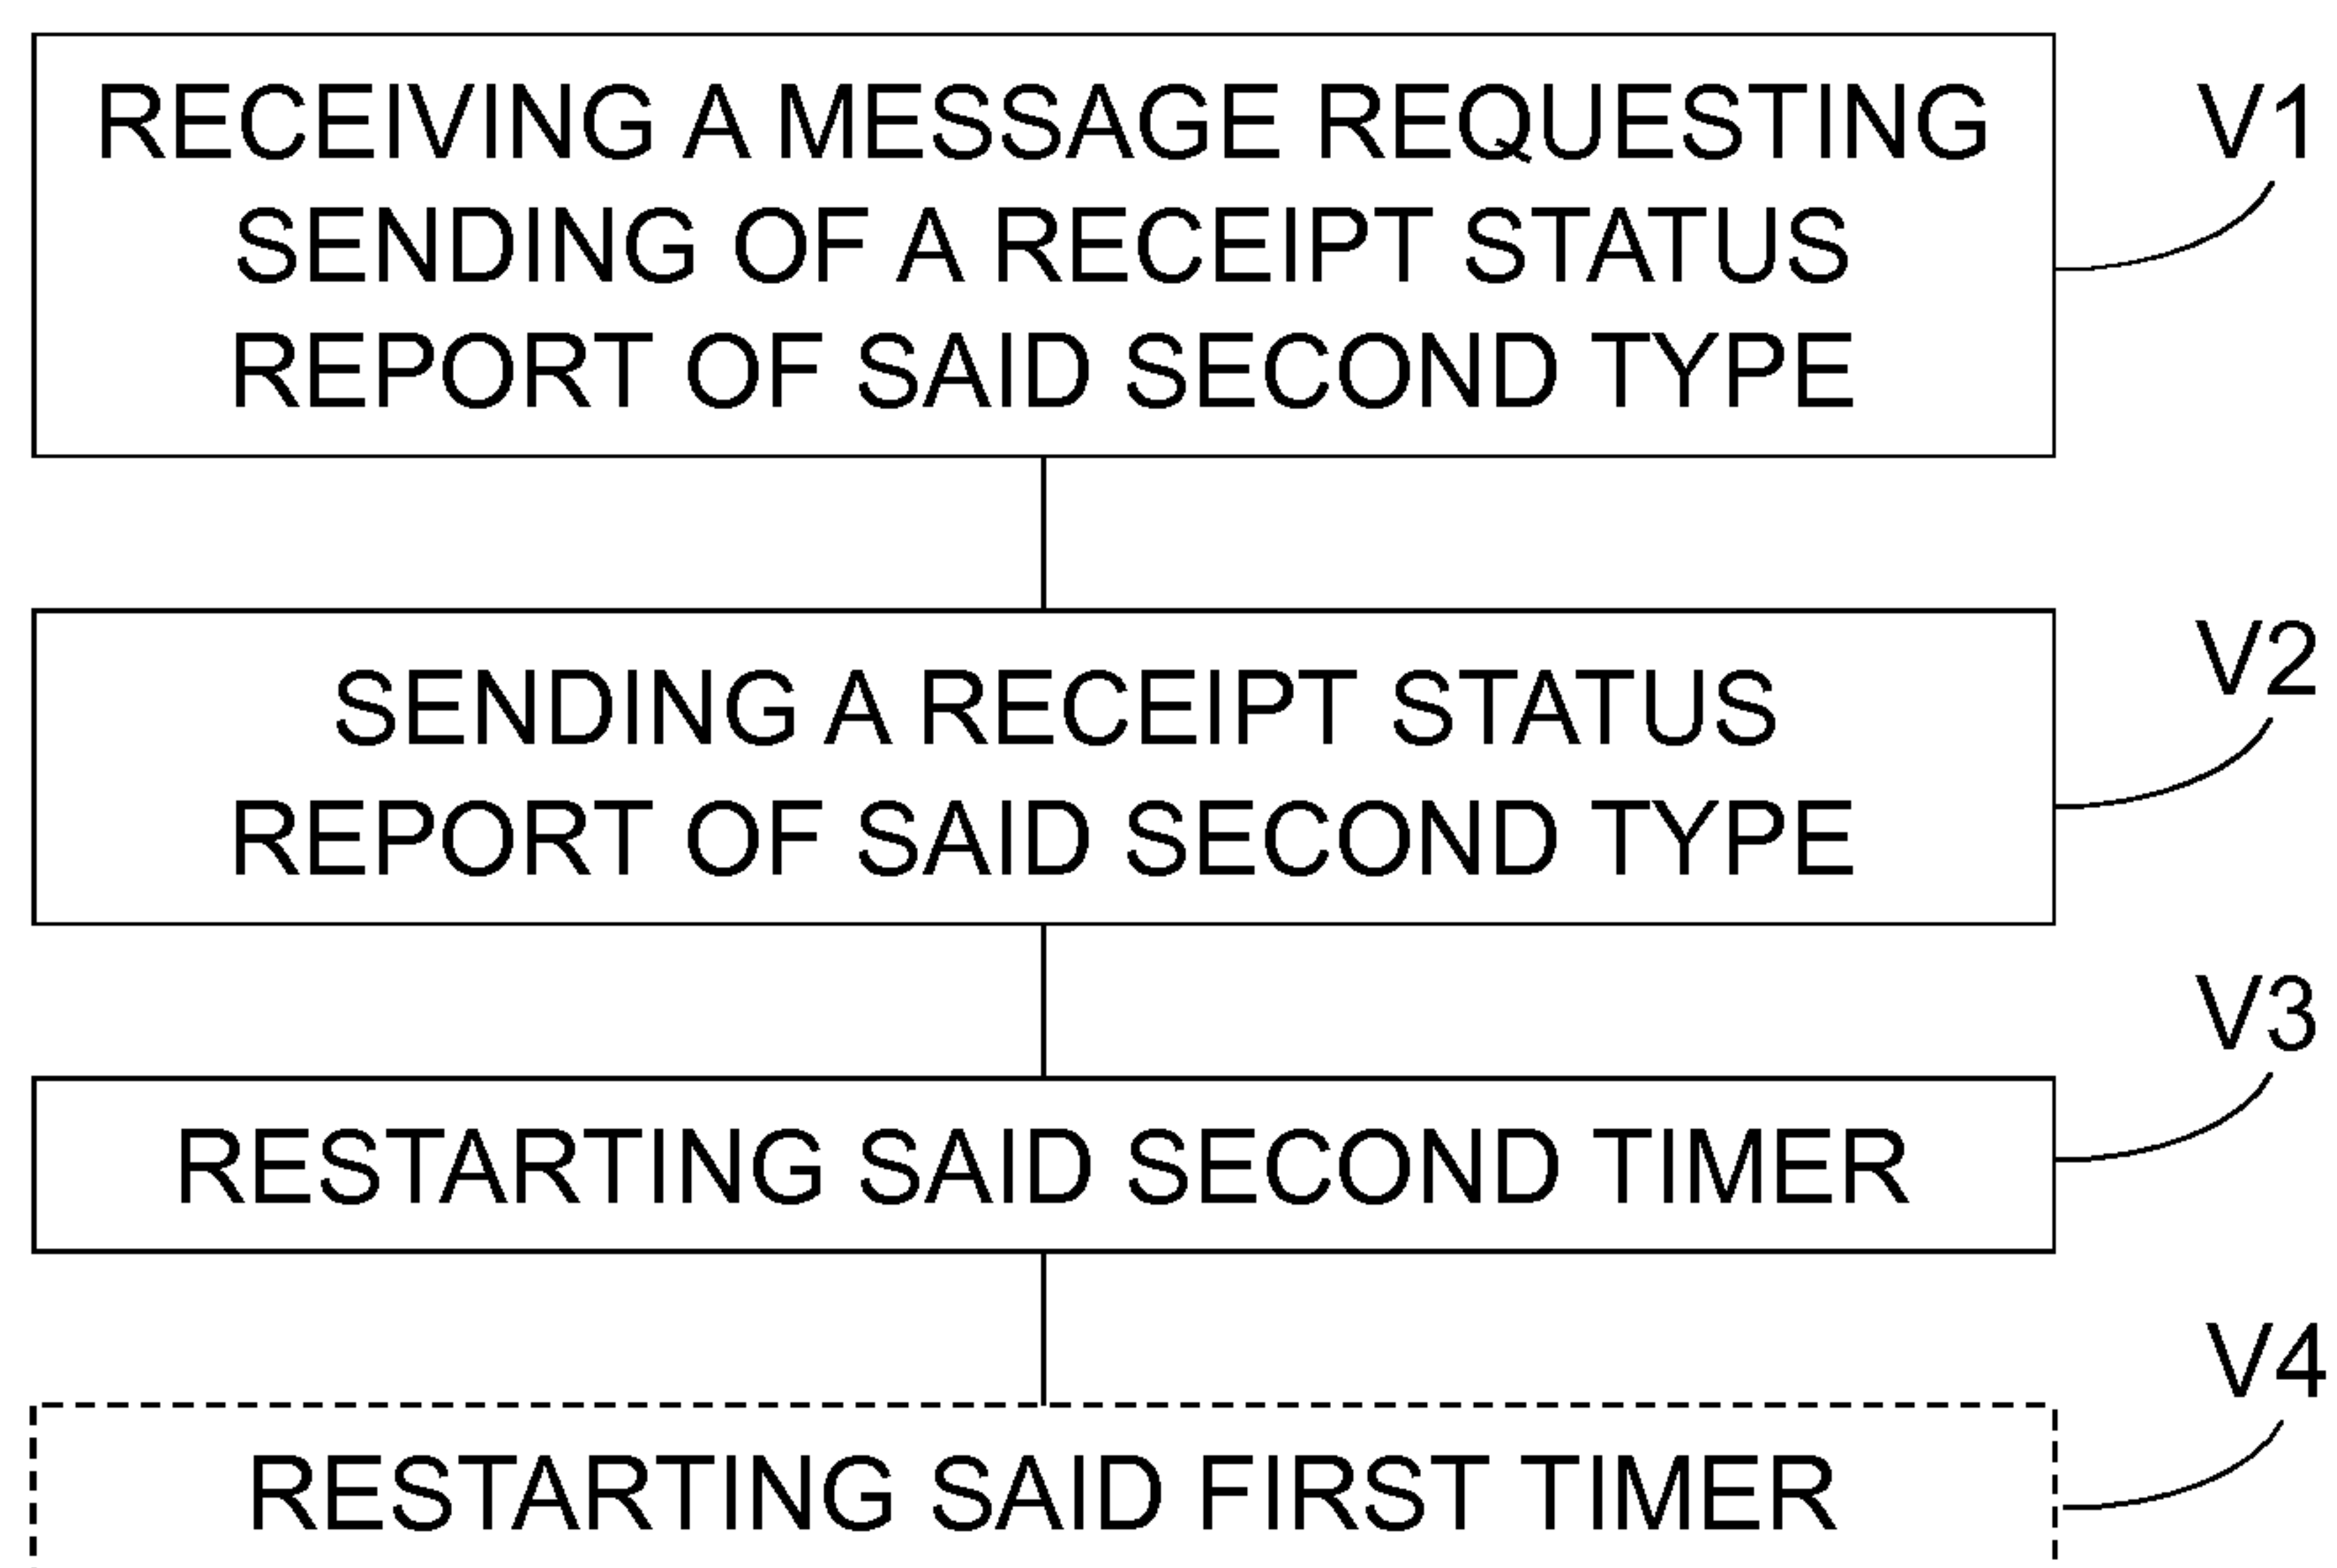 RECEIVING A MESSAGE REQUESTING
SENDING OF A RECEIPT STATUS
REPORT OF SAID SECOND TYPE
V1
SENDING A RECEIPT STATUS
REPORT OF SAID SECOND TYPE
V2
RESTARTING SAID SECOND TIMER
V3
RESTARTING SAID FIRST TIMER
V4